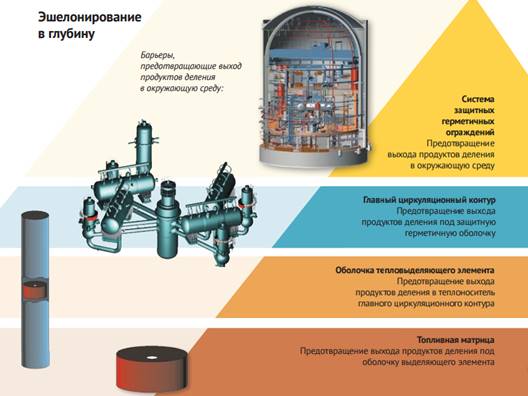 Эшелонирование
в глубину
Барьеры,
предотвращающие выход
продуктов деления
в окружающую среду:
Система
защитных
герметичных
ограждений
Предотвращение
выхода продуктов деления
в окружающую среду
Главный циркуляционный контур
Предотвращение выхода
продуктов деления под защитную
герметичную оболочку
Оболочка тепловыделяющего элемента
Предотвращение выхода
продуктов деления в теплоноситель
главного циркуляционного контура
Топливная матрица
Предотвращение выхода продуктов деления под
оболочку выделяющего элемента